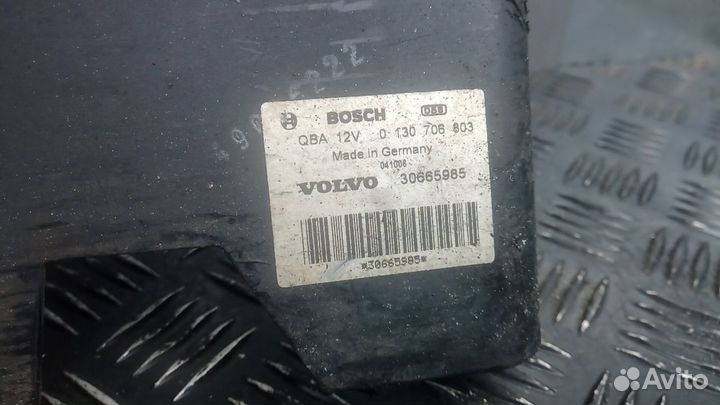 BOSCH
QBA 12V 0 130 706 803
Made in Germany
041006
VOLVO 30665985
*30665985*
Avito